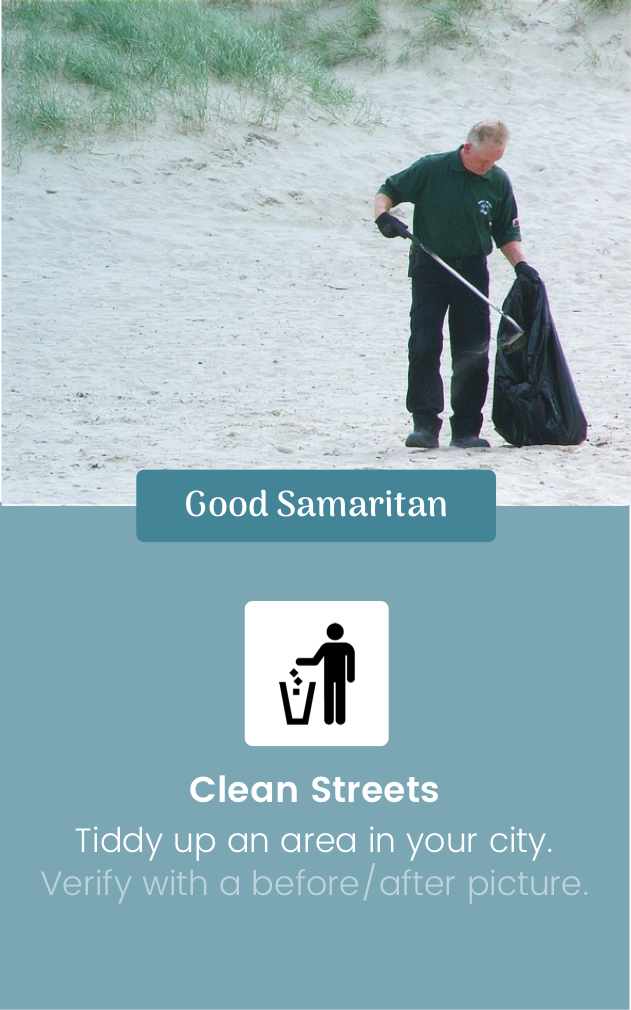 Good Samaritan
Clean Streets
Tiddy up an area in your city.
Verify with a before/after picture.